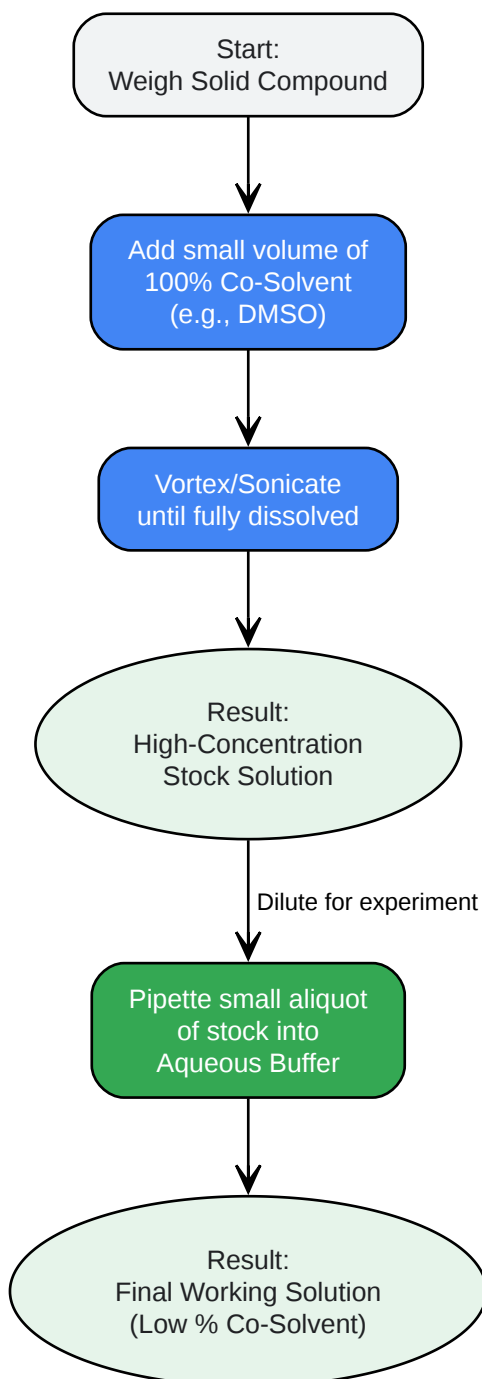 Start:
Weigh Solid Compound
Add small volume of
100% Co-Solvent
(e.g., DMSO)
Vortex/Sonicate
until fully dissolved
Result:
High-Concentration
Stock Solution
Dilute for experiment
Pipette small aliquot
of stock into
Aqueous Buffer
Result:
Final Working Solution
(Low % Co-Solvent)